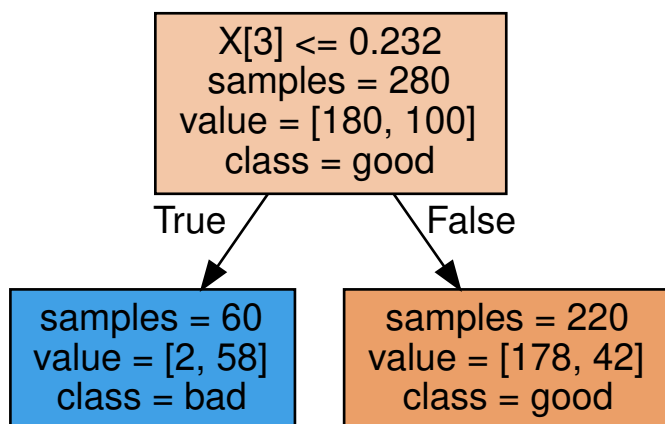 X[3] <= 0.232
samples = 280
value = [180, 100]
class = good
True
False
samples = 60
value = [2, 58]
class = bad
samples = 220
value = [178, 42]
class = good